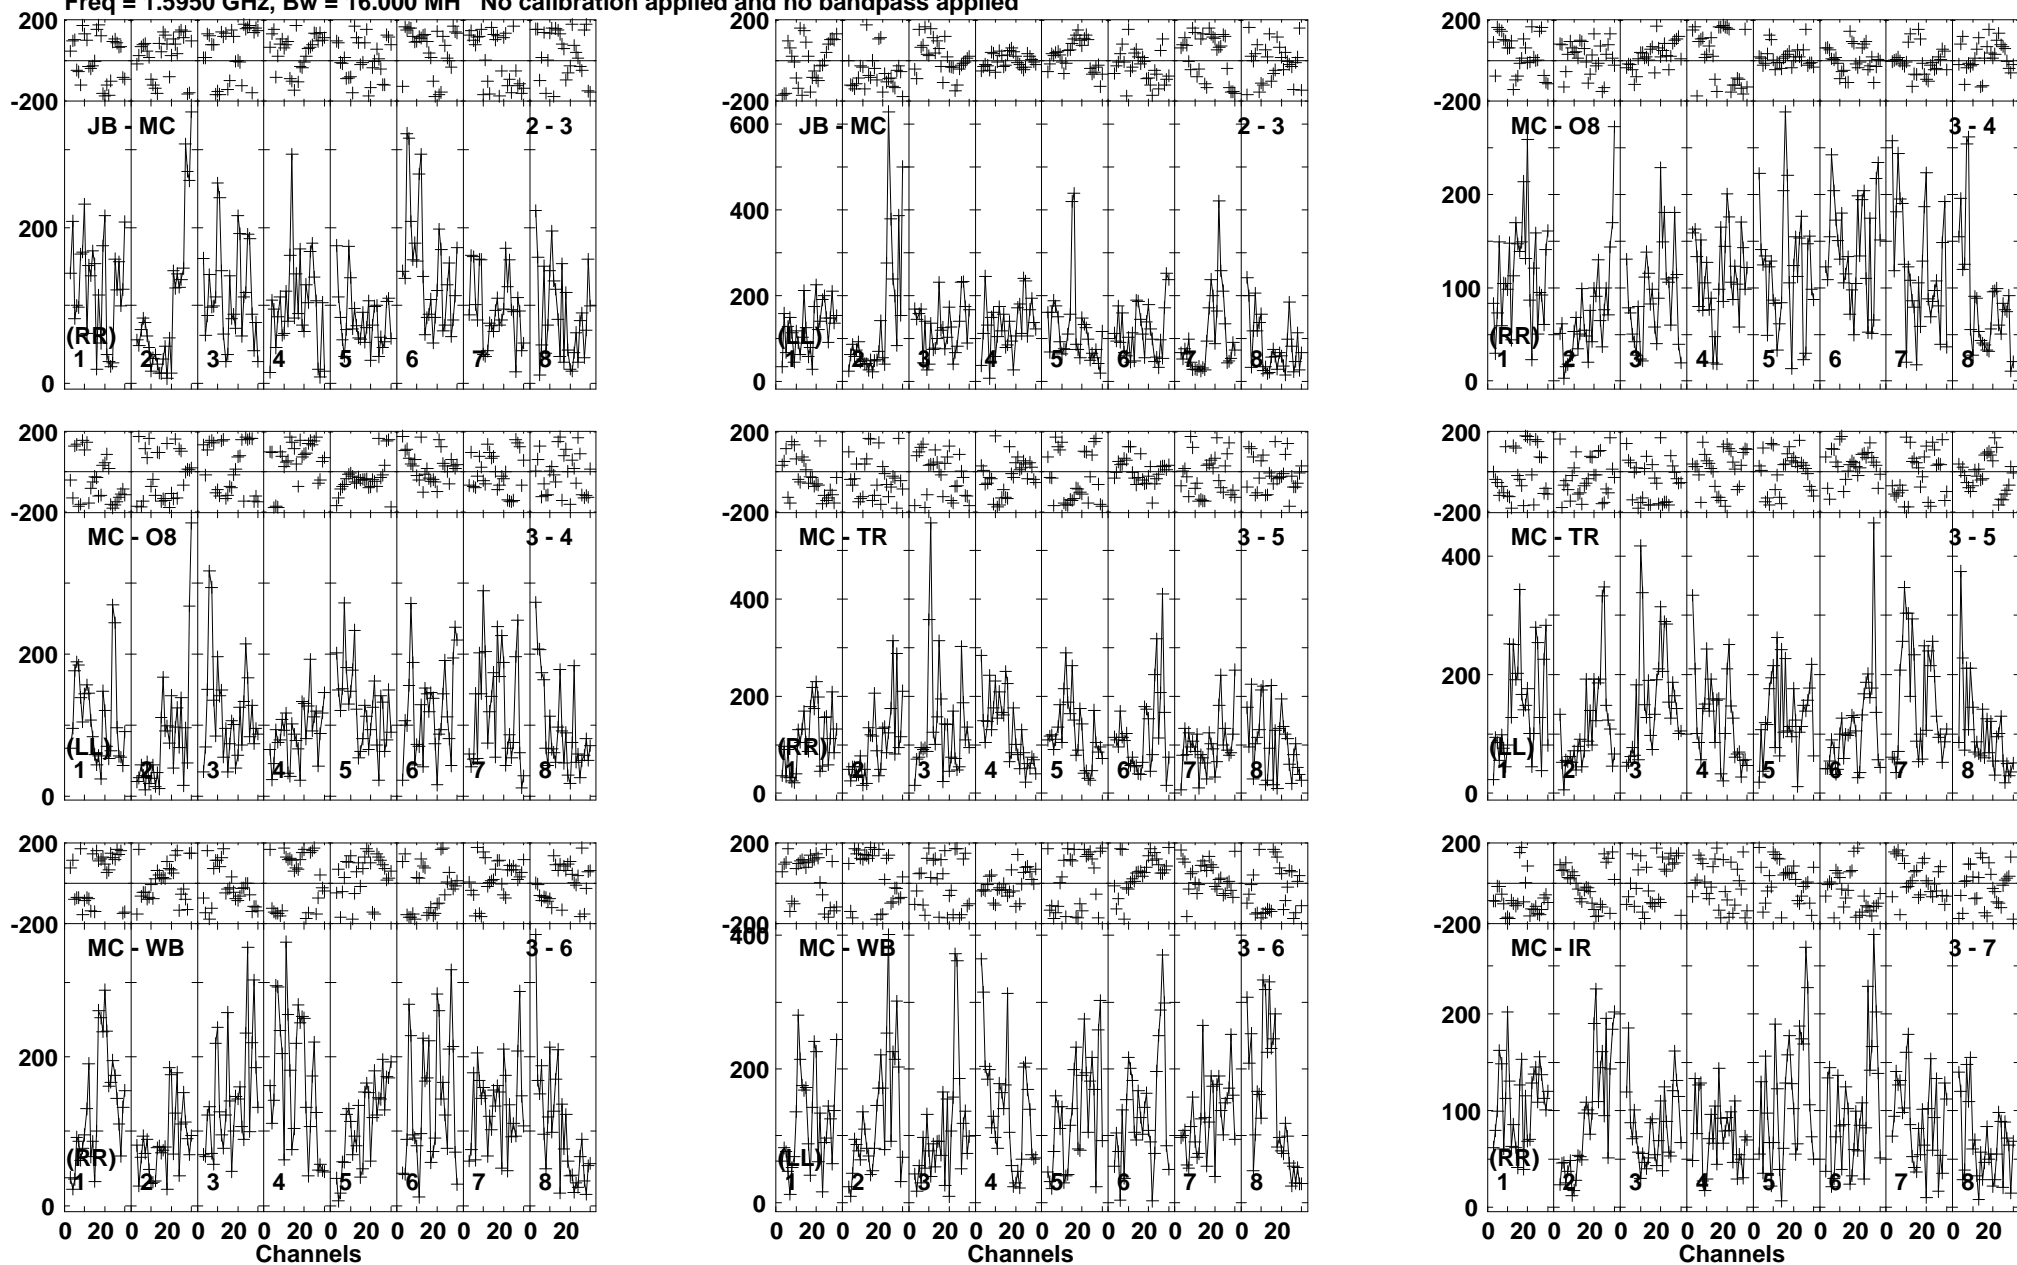 Freq = 1.5950 GHz, Bw = 16.000 MH No calibration applied and no bandpass applied
200 200 200
-200 -200 -200
JB - MC 2 - 3 JB - MC 2 - 3 MC - O8 3 - 4
600
400
200
200
200
100
0 0 0
(RR) (LL) (RR)
1 2 3 4 5 6 7 8 1 2 3 4 5 6 7 8 1 2 3 4 5 6 7 8
200 200 200
-200 -200 -200
MC - O8 3 - 4 MC - TR 3 - 5 MC - TR 3 - 5
400 400
200 200 200
0 0 0
(LL) (RR) (LL)
1 2 3 4 5 6 7 8 1 2 3 4 5 6 7 8 1 2 3 4 5 6 7 8
200 200 200
-200 -200 -200
MC - WB 3 - 6 MC - WB 3 - 6 MC - IR 3 - 7
400
200 200 200
100
0 0 0
(RR) (LL) (RR)
1 2 3 4 5 6 7 8 1 2 3 4 5 6 7 8 1 2 3 4 5 6 7 8
0 20 0 20 0 20 0 20 0 20 0 20 0 20 0 20 0 20 0 20 0 20 0 20 0 20 0 20 0 20 0 20 0 20 0 20 0 20 0 20 0 20 0 20 0 20 0 20
Channels Channels Channels